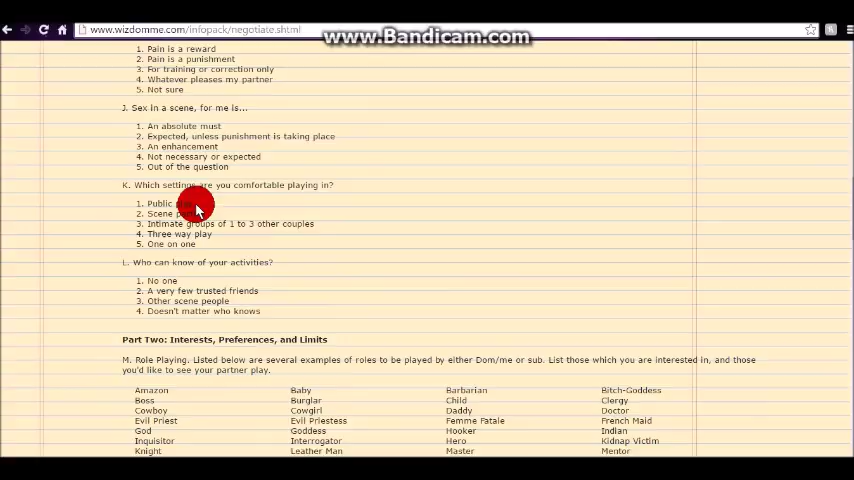 www.wizdomme.com/infopack/negotiate.shtml
www.Bandicam.com
1. Pain is a reward
2. Pain is a punishment
3. For training or correction only
4. Whatever pleases my partner
5. Not sure
J. Sex in a scene, for me is...
1. An absolute must
2. Expected, unless punishment is taking place
3. An enhancement
4. Not necessary or expected
5. Out of the question
K. Which settings are you comfortable playing in?
1. Public
2. Scene
3. Intimate groups of 1 to 3 other couples
4. Three way play
5. One on one
L. Who can know of your activities?
1. No one
2. A very few trusted friends
3. Other scene people
4. Doesn't matter who knows
Part Two: Interests, Preferences, and Limits
M. Role Playing. Listed below are several examples of roles to be played by either Dom/me or sub. List those which you are interested in, and those
you'd like to see your partner play.
Amazon Baby Barbarian Bitch-Goddess
Boss Burglar Child Clergy
Cowboy Cowgirl Daddy Doctor
Evil Priest Evil Priestess Femme Fatale French Maid
God Goddess Hooker Indian
Inquisitor Interrogator Hero Kidnap Victim
Knight Leather Man Master Mentor